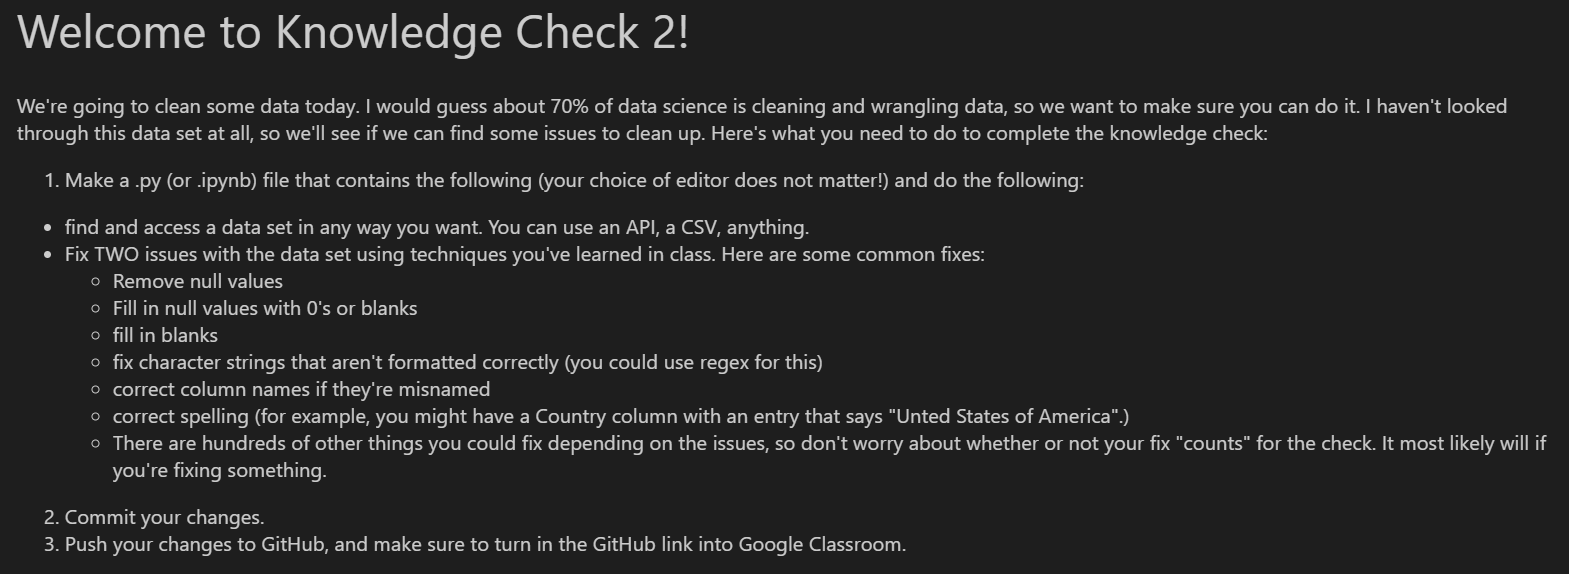 Welcome to Knowledge Check 2!
We're going to clean some data today. I would guess about 70% of data science is cleaning and wrangling data, so we want to make sure you can do it. I haven't looked
through this data set at all, so we'll see if we can find some issues to clean up. Here's what you need to do to complete the knowledge check:
1. Make a .py (or .ipynb) file that contains the following (your choice of editor does not matter!) and do the following:
• find and access a data set in any way you want. You can use an API, a CSV, anything.
• Fix TWO issues with the data set using techniques you've learned in class. Here are some common fixes:
◦ Remove null values
◦ Fill in null values with 0's or blanks
◦ fill in blanks
◦ fix character strings that aren't formatted correctly (you could use regex for this)
◦ correct column names if they're misnamed
◦ correct spelling (for example, you might have a Country column with an entry that says "Unted States of America".)
◦ There are hundreds of other things you could fix depending on the issues, so don't worry about whether or not your fix "counts" for the check. It most likely will if
you're fixing something.
2. Commit your changes.
3. Push your changes to GitHub, and make sure to turn in the GitHub link into Google Classroom.